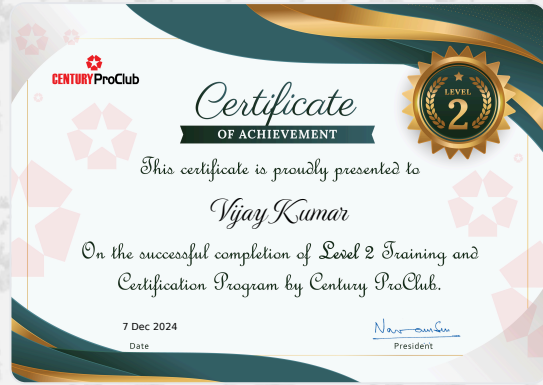 CENTURY ProClub
Certificate
OF ACHIEVEMENT
LEVEL
2
This certificate is proudly presented to
Vijay Kumar
On the successful completion of Level 2 Training and
Certification Program by Century ProClub.
7 Dec 2024
Date
President